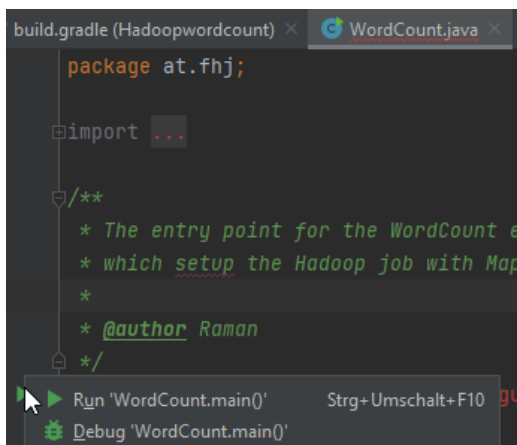 build.gradle (Hadoopwordcount) × WordCount.java ×
package at.fhj;
import ...
/**
* The entry point for the WordCount e
* which setup the Hadoop job with Map
*
* @author Raman
*/
Run 'WordCount.main()' Strg+Umschalt+F10
Debug 'WordCount.main()'